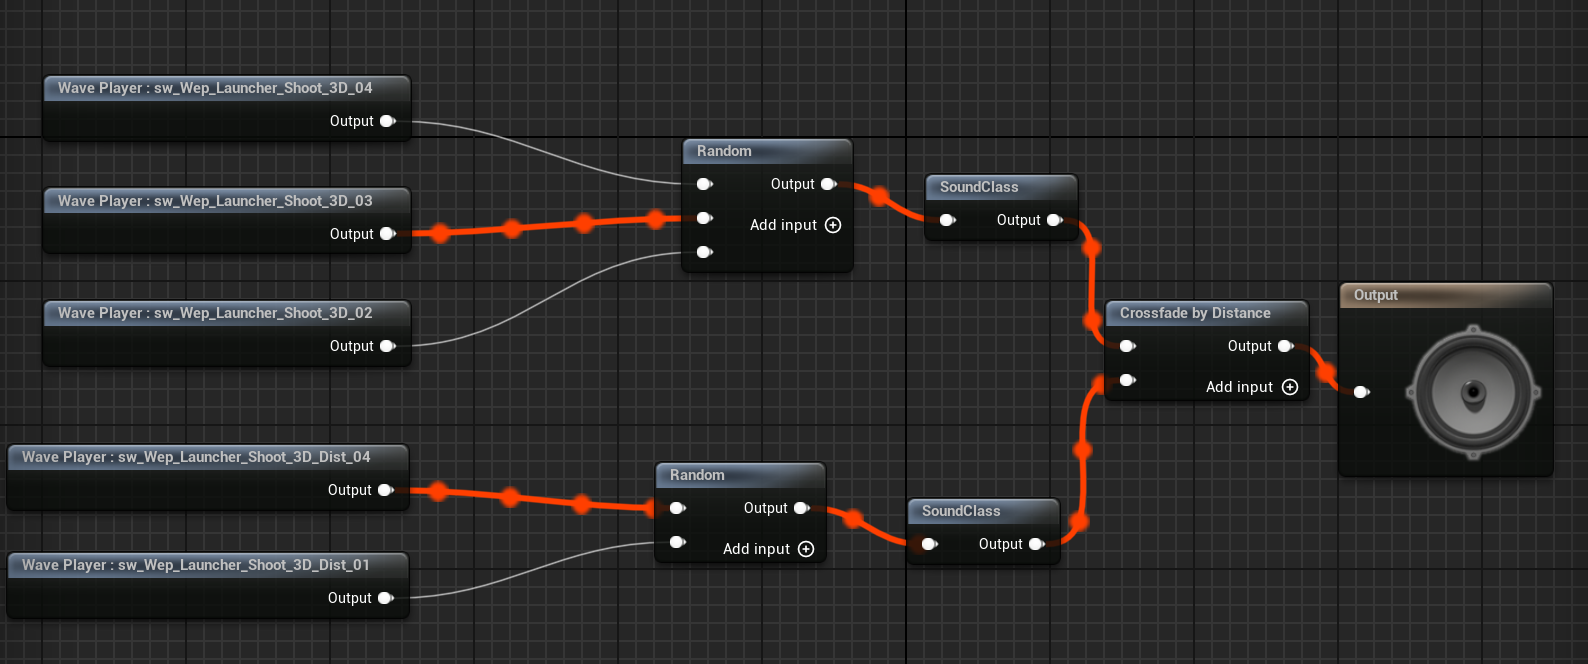 Wave Player : sw_Wep_Launcher_Shoot_3D_04
Output
Wave Player : sw_Wep_Launcher_Shoot_3D_03
Output
Wave Player : sw_Wep_Launcher_Shoot_3D_02
Output
Wave Player : sw_Wep_Launcher_Shoot_3D_Dist_04
Output
Wave Player : sw_Wep_Launcher_Shoot_3D_Dist_01
Output
Random
Output
Add input
Random
Output
Add input
SoundClass
Output
SoundClass
Output
Crossfade by Distance
Output
Add input
Output